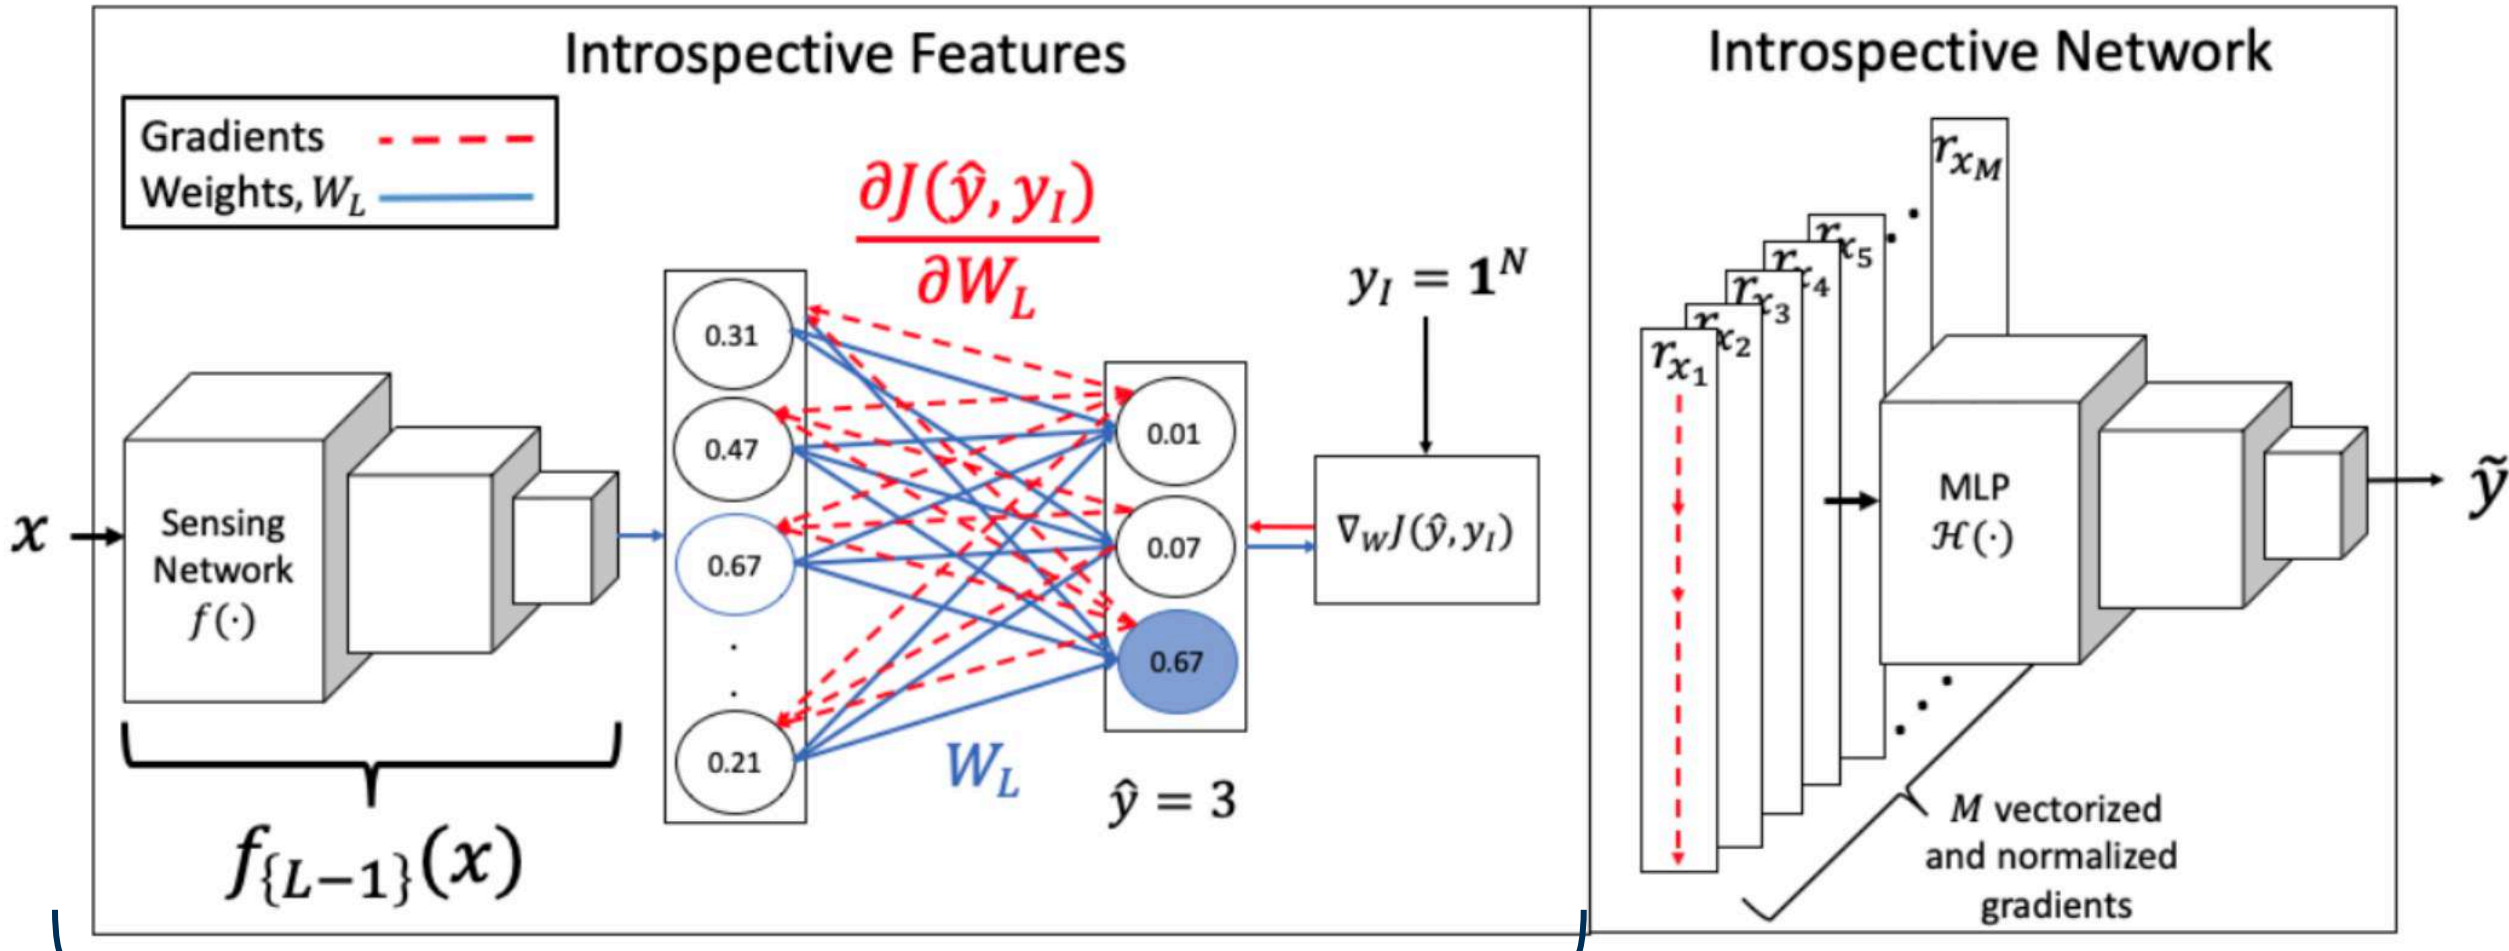 Introspective Features
Gradients
Weights, W_L
∂J(ŷ, y_I)
∂W_L
y_I = 1^N
x
Sensing
Network
f(·)
0.31
0.47
0.67
.
.
0.21
0.01
0.07
0.67
∇_W J(ŷ, y_I)
W_L
ŷ = 3
f_{L−1}(x)
Introspective Network
r_{x_M}
r_{x_5}
r_{x_4}
r_{x_3}
r_{x_2}
r_{x_1}
MLP
ℋ(·)
ỹ
M vectorized
and normalized
gradients